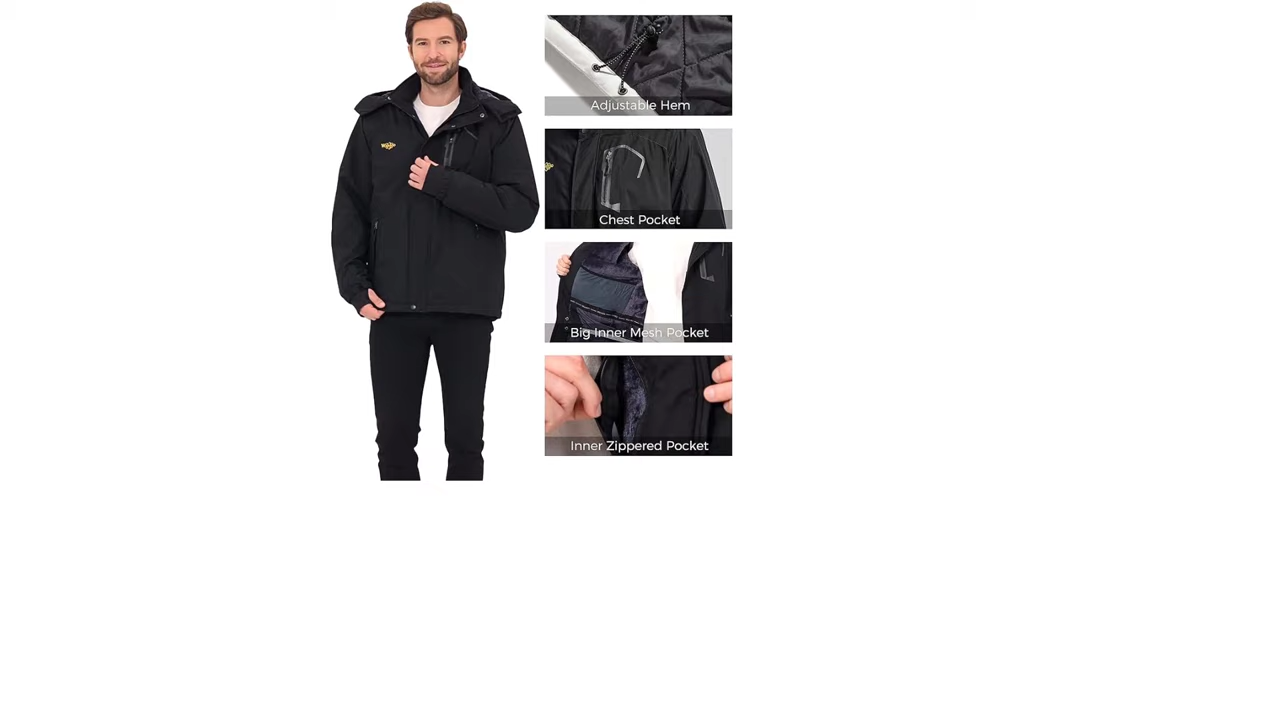 Adjustable Hem
Chest Pocket
Big Inner Mesh Pocket
Inner Zippered Pocket